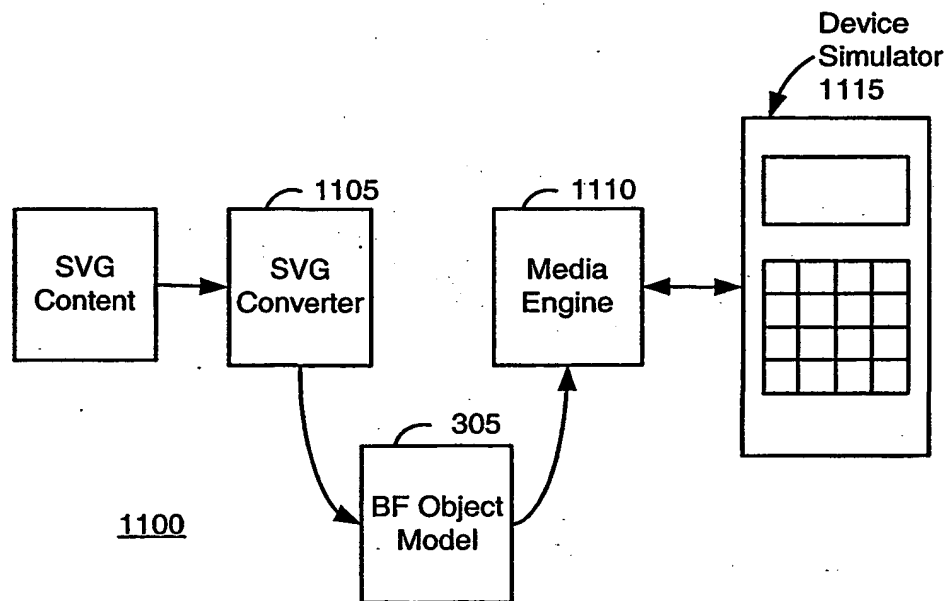 Device
Simulator
1115
1105
1110
SVG
Content
SVG
Converter
Media
Engine
305
BF Object
Model
1100